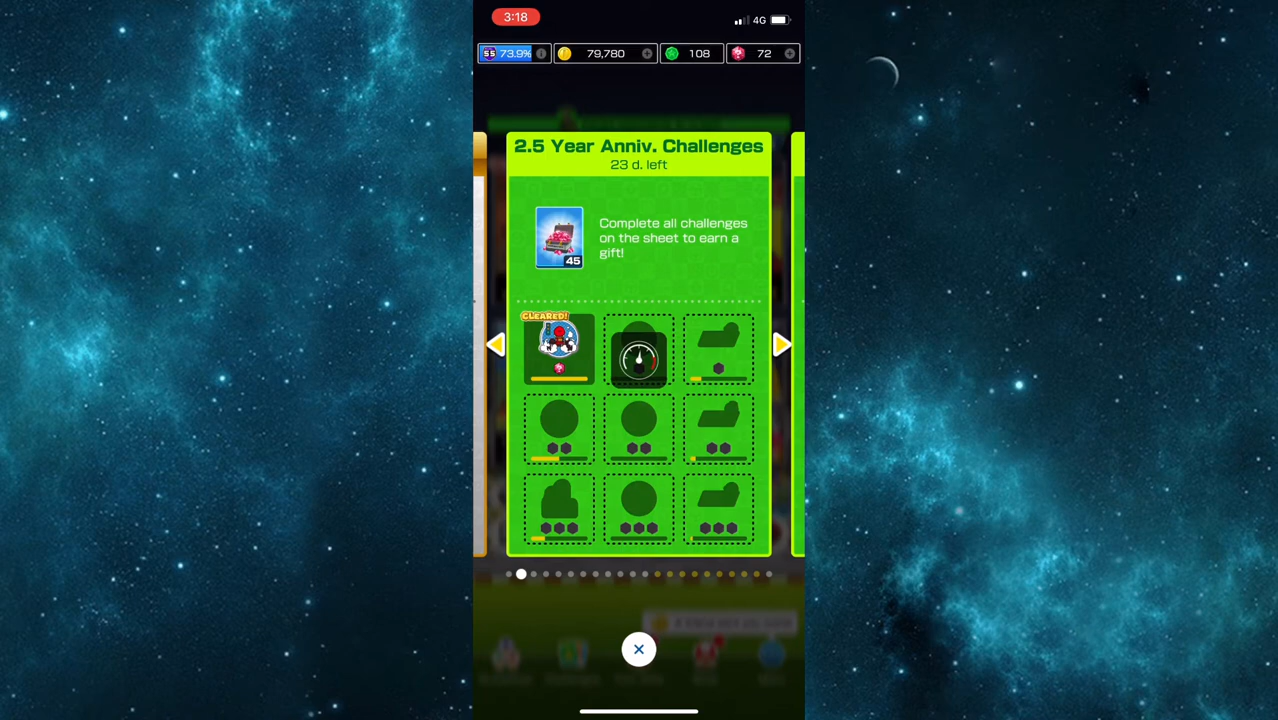 3:18
4G
55 73.9% i
79,780
108
72
2.5 Year Anniv. Challenges
23 d. left
Complete all challenges
on the sheet to earn a
gift!
45
CLEARED!